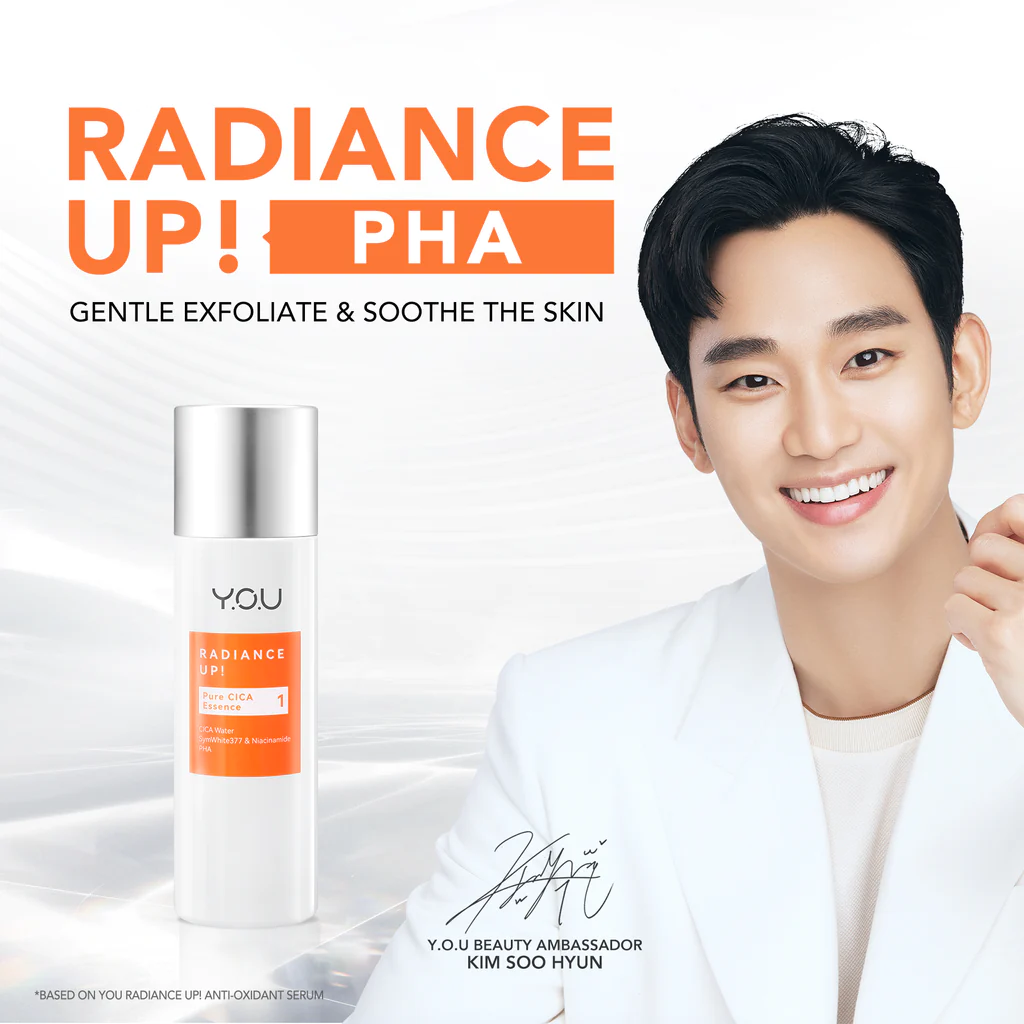 RADIANCE
UP! PHA
GENTLE EXFOLIATE & SOOTHE THE SKIN
Y.O.U
RADIANCE
UP!
Pure CICA
Essence 1
CICA Water
SymWhite377 & Niacinamide
PHA
Y.O.U BEAUTY AMBASSADOR
KIM SOO HYUN
*BASED ON YOU RADIANCE UP! ANTI-OXIDANT SERUM